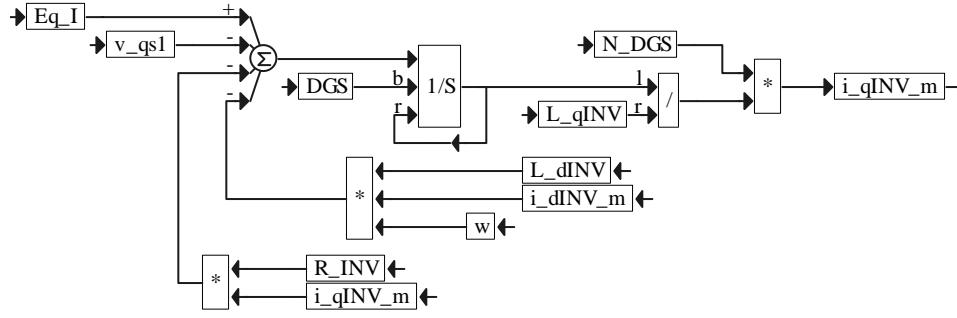 Eq_I
+
v_qs1
-
-
-
Σ
DGS
b
r
1/S
N_DGS
l
L_qINV
r
/
*
i_qINV_m
L_dINV
i_dINV_m
w
*
R_INV
i_qINV_m
*